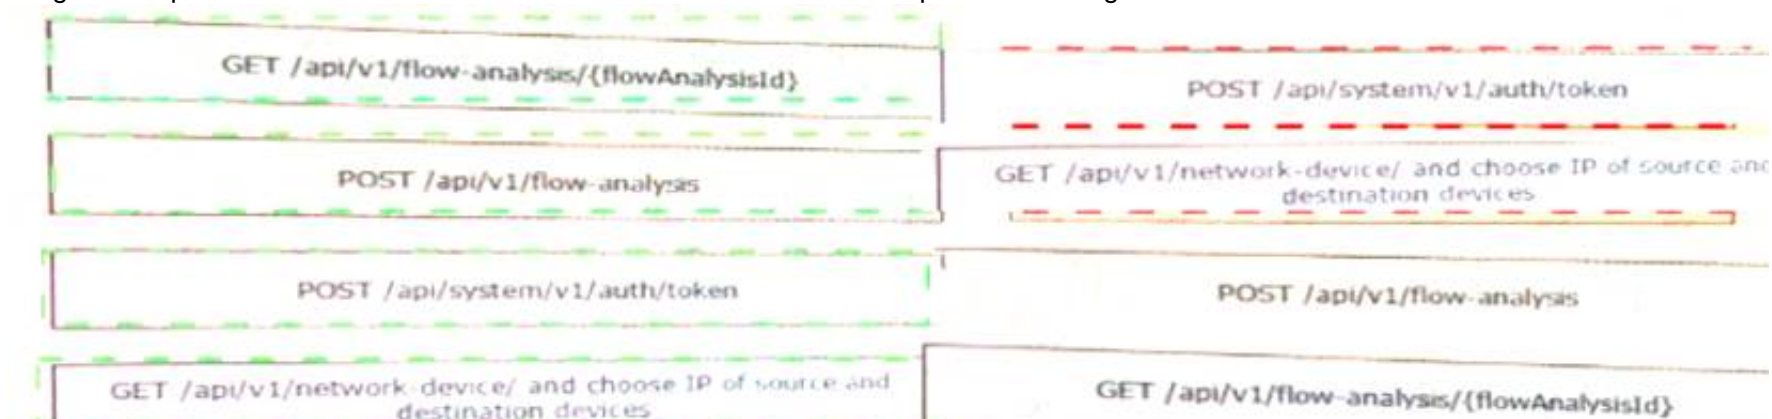 GET /api/v1/flow-analysis/{flowAnalysisId}
POST /api/v1/flow-analysis
POST /api/system/v1/auth/token
GET /api/v1/network-device/ and choose IP of source and
destination devices
POST /api/system/v1/auth/token
GET /api/v1/network-device/ and choose IP of source and
destination devices
POST /api/v1/flow-analysis
GET /api/v1/flow-analysis/{flowAnalysisId}